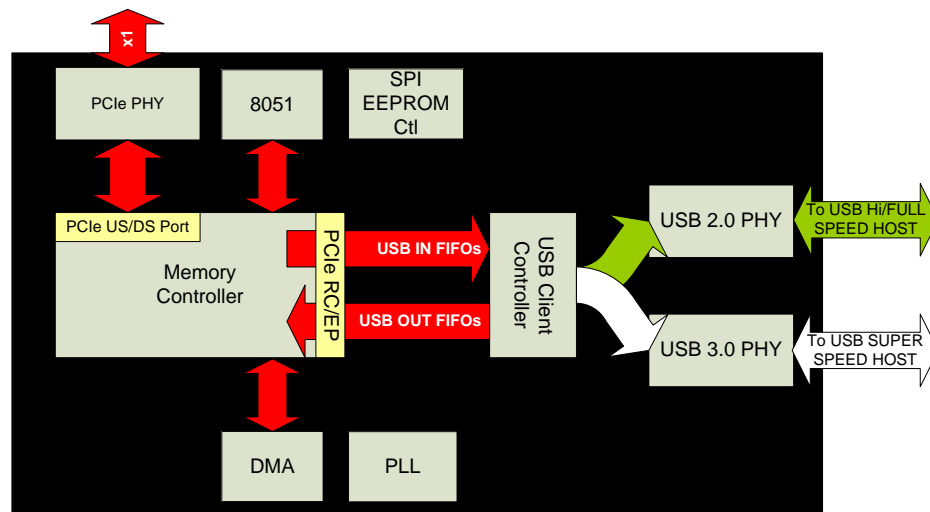 x1
PCIe PHY
8051
SPI
EEPROM
Ctl
PCIe US/DS Port
Memory
Controller
PCIe RC/EP
USB IN FIFOs
USB OUT FIFOs
USB Client
Controller
USB 2.0 PHY
To USB Hi/FULL
SPEED HOST
USB 3.0 PHY
To USB SUPER
SPEED HOST
DMA
PLL